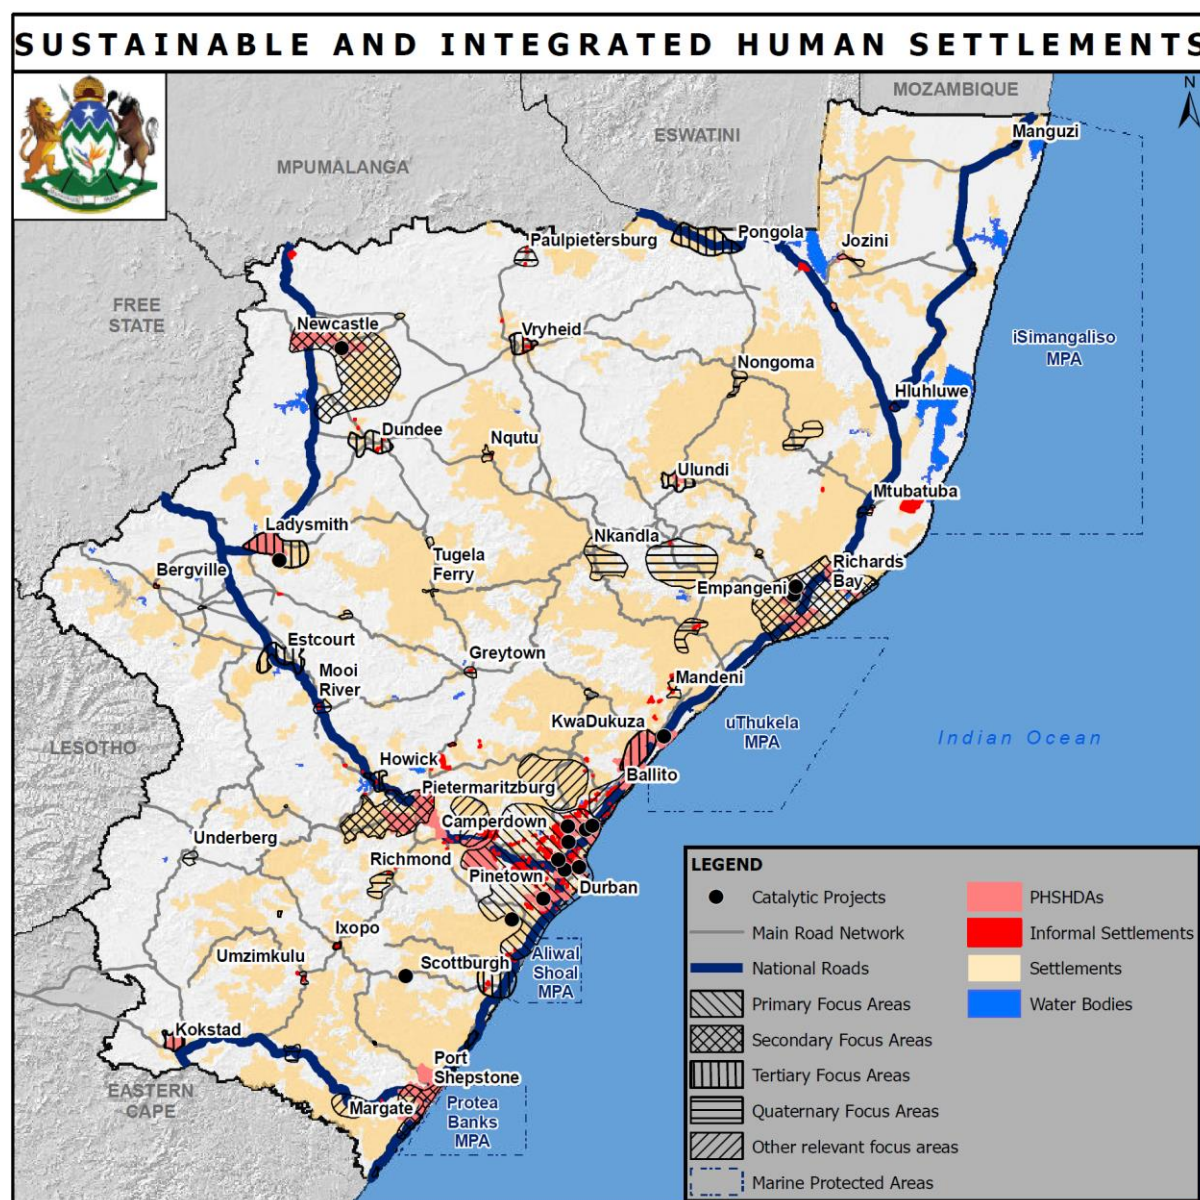 SUSTAINABLE AND INTEGRATED HUMAN SETTLEMENTS
MOZAMBIQUE
N
ESWATINI
Manguzi
MPUMALANGA
Paulpietersburg
Pongola
Jozini
FREE
STATE
Newcastle
Vryheid
iSimangaliso
MPA
Nongoma
Hluhluwe
Dundee
Nqutu
Ulundi
Mtubatuba
Ladysmith
Nkandla
Tugela
Ferry
Richards
Bay
Bergville
Empangeni
Estcourt
Mooi
River
Greytown
Mandeni
KwaDukuza
uThukela
MPA
Indian Ocean
LESOTHO
Howick
Ballito
Pietermaritzburg
Camperdown
Underberg
Richmond
Pinetown
Durban
Ixopo
Umzimkulu
Scottburgh
Aliwal
Shoal
MPA
Kokstad
Port
Shepstone
EASTERN
CAPE
Margate
Protea
Banks
MPA
LEGEND
Catalytic Projects
Main Road Network
National Roads
Primary Focus Areas
Secondary Focus Areas
Tertiary Focus Areas
Quaternary Focus Areas
Other relevant focus areas
Marine Protected Areas
PHSHDAs
Informal Settlements
Settlements
Water Bodies